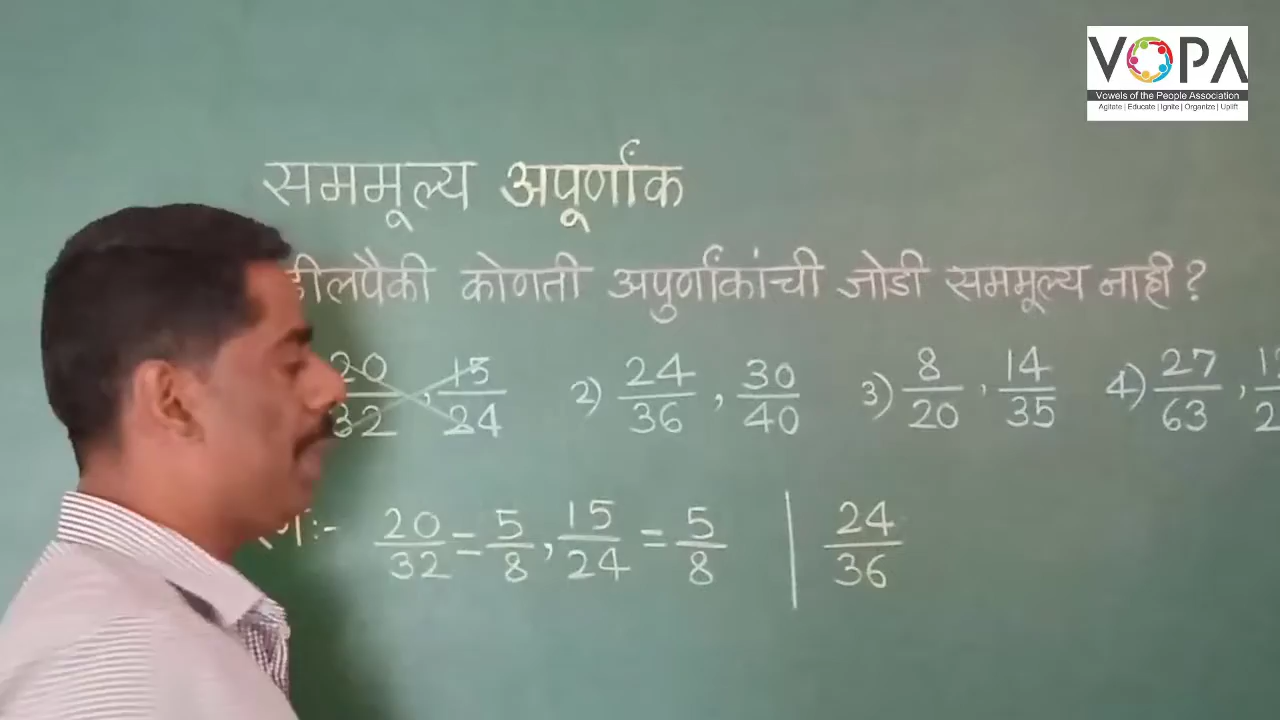 VOPA
Vowels of the People Association
Agitate | Educate | Ignite | Organize | Uplift
सममूल्य अपूर्णांक
कोणती अपुर्णांकांची जोडी सममूल्य नाही ?
20/32 , 15/24 2) 24/36 , 30/40 3) 8/20 , 14/35 4) 27/63 ,
20/32 = 5/8 , 15/24 = 5/8 | 24/36